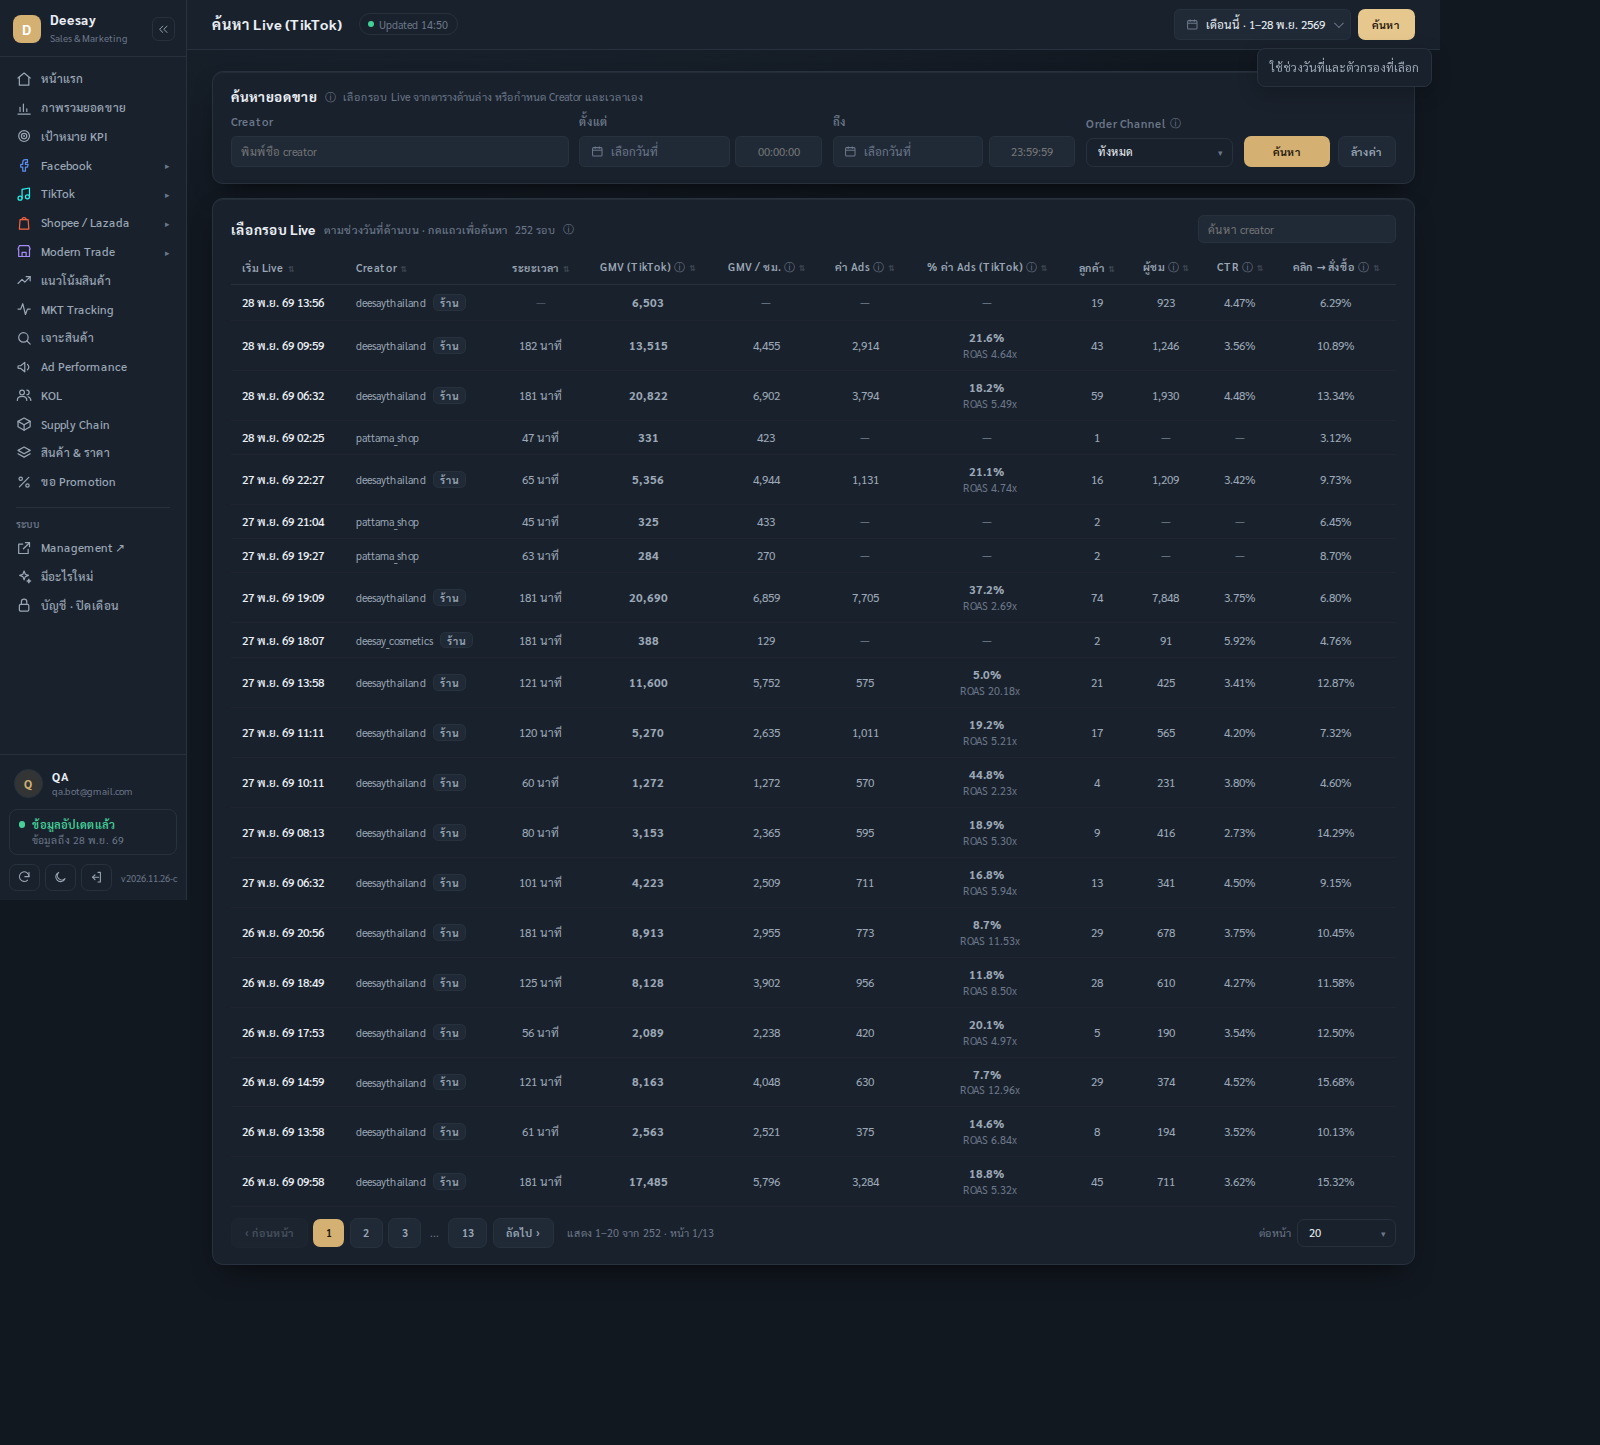 D Deesay
Sales & Marketing
หน้าแรก
ภาพรวมยอดขาย
เป้าหมาย KPI
Facebook ▸
TikTok ▸
Shopee / Lazada ▸
Modern Trade ▸
แนวโน้มสินค้า
MKT Tracking
เจาะสินค้า
Ad Performance
KOL
Supply Chain
สินค้า & ราคา
ขอ Promotion
ระบบ
Management ↗
มีอะไรใหม่
บัญชี · ปิดเดือน
Q QA
qa.bot@gmail.com
ข้อมูลอัปเดตแล้ว
ข้อมูลถึง 28 พ.ย. 69
v2026.11.26-c
ค้นหา Live (TikTok) Updated 14:50 เดือนนี้ · 1–28 พ.ย. 2569 ค้นหา
ใช้ช่วงวันที่และตัวกรองที่เลือก
ค้นหายอดขาย ⓘ เลือกรอบ Live จากตารางด้านล่าง หรือกำหนด Creator และเวลาเอง
Creator ตั้งแต่ ถึง Order Channel ⓘ
พิมพ์ชื่อ creator เลือกวันที่ 00:00:00 เลือกวันที่ 23:59:59 ทั้งหมด ▾ ค้นหา ล้างค่า
เลือกรอบ Live ตามช่วงวันที่ด้านบน · กดแถวเพื่อค้นหา 252 รอบ ⓘ ค้นหา creator
เริ่ม Live ⇅ Creator ⇅ ระยะเวลา ⇅ GMV (TikTok) ⓘ ⇅ GMV / ชม. ⓘ ⇅ ค่า Ads ⓘ ⇅ % ค่า Ads (TikTok) ⓘ ⇅ ลูกค้า ⇅ ผู้ชม ⓘ ⇅ CTR ⓘ ⇅ คลิก → สั่งซื้อ ⓘ ⇅
28 พ.ย. 69 13:56 deesaythailand ร้าน — 6,503 — — — 19 923 4.47% 6.29%
28 พ.ย. 69 09:59 deesaythailand ร้าน 182 นาที 13,515 4,455 2,914 21.6% 43 1,246 3.56% 10.89%
ROAS 4.64x
28 พ.ย. 69 06:32 deesaythailand ร้าน 181 นาที 20,822 6,902 3,794 18.2% 59 1,930 4.48% 13.34%
ROAS 5.49x
28 พ.ย. 69 02:25 pattama_shop 47 นาที 331 423 — — 1 — — 3.12%
27 พ.ย. 69 22:27 deesaythailand ร้าน 65 นาที 5,356 4,944 1,131 21.1% 16 1,209 3.42% 9.73%
ROAS 4.74x
27 พ.ย. 69 21:04 pattama_shop 45 นาที 325 433 — — 2 — — 6.45%
27 พ.ย. 69 19:27 pattama_shop 63 นาที 284 270 — — 2 — — 8.70%
27 พ.ย. 69 19:09 deesaythailand ร้าน 181 นาที 20,690 6,859 7,705 37.2% 74 7,848 3.75% 6.80%
ROAS 2.69x
27 พ.ย. 69 18:07 deesay_cosmetics ร้าน 181 นาที 388 129 — — 2 91 5.92% 4.76%
27 พ.ย. 69 13:58 deesaythailand ร้าน 121 นาที 11,600 5,752 575 5.0% 21 425 3.41% 12.87%
ROAS 20.18x
27 พ.ย. 69 11:11 deesaythailand ร้าน 120 นาที 5,270 2,635 1,011 19.2% 17 565 4.20% 7.32%
ROAS 5.21x
27 พ.ย. 69 10:11 deesaythailand ร้าน 60 นาที 1,272 1,272 570 44.8% 4 231 3.80% 4.60%
ROAS 2.23x
27 พ.ย. 69 08:13 deesaythailand ร้าน 80 นาที 3,153 2,365 595 18.9% 9 416 2.73% 14.29%
ROAS 5.30x
27 พ.ย. 69 06:32 deesaythailand ร้าน 101 นาที 4,223 2,509 711 16.8% 13 341 4.50% 9.15%
ROAS 5.94x
26 พ.ย. 69 20:56 deesaythailand ร้าน 181 นาที 8,913 2,955 773 8.7% 29 678 3.75% 10.45%
ROAS 11.53x
26 พ.ย. 69 18:49 deesaythailand ร้าน 125 นาที 8,128 3,902 956 11.8% 28 610 4.27% 11.58%
ROAS 8.50x
26 พ.ย. 69 17:53 deesaythailand ร้าน 56 นาที 2,089 2,238 420 20.1% 5 190 3.54% 12.50%
ROAS 4.97x
26 พ.ย. 69 14:59 deesaythailand ร้าน 121 นาที 8,163 4,048 630 7.7% 29 374 4.52% 15.68%
ROAS 12.96x
26 พ.ย. 69 13:58 deesaythailand ร้าน 61 นาที 2,563 2,521 375 14.6% 8 194 3.52% 10.13%
ROAS 6.84x
26 พ.ย. 69 09:58 deesaythailand ร้าน 181 นาที 17,485 5,796 3,284 18.8% 45 711 3.62% 15.32%
ROAS 5.32x
‹ ก่อนหน้า 1 2 3 … 13 ถัดไป › แสดง 1–20 จาก 252 · หน้า 1/13 ต่อหน้า 20 ▾